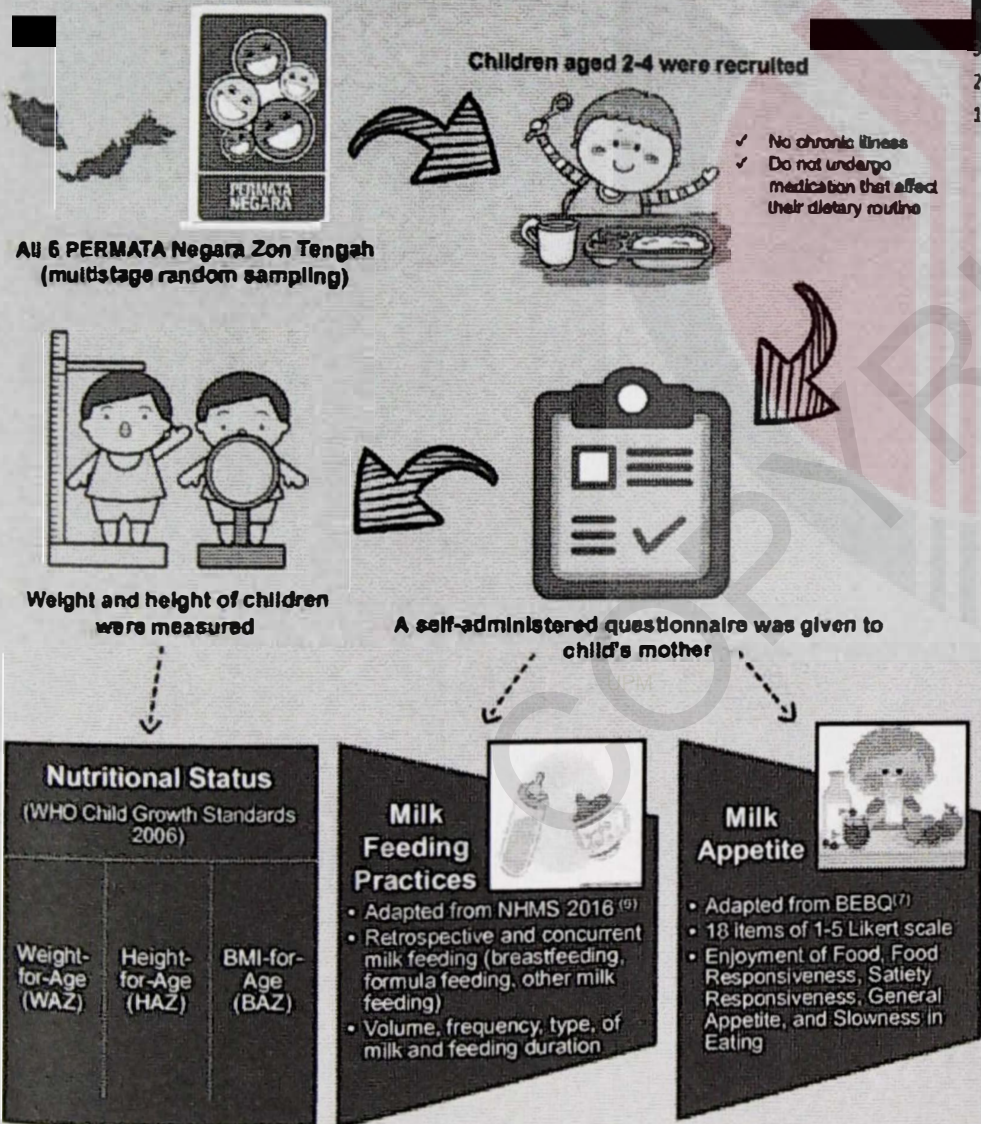 PERMATA
NEGARA
All 6 PERMATA Negara Zon Tengah
(multistage random sampling)
Children aged 2-4 were recruited
✓ No chronic illness
✓ Do not undergo
medication that affect
their dietary routine
Weight and height of children
were measured
A self-administered questionnaire was given to
child's mother
Nutritional Status
(WHO Child Growth Standards
2006)
Weight-
for-Age
(WAZ)
Height-
for-Age
(HAZ)
BMI-for-
Age
(BAZ)
Milk
Feeding
Practices
• Adapted from NHMS 2016
• Retrospective and concurrent
milk feeding (breastfeeding,
formula feeding, other milk
feeding)
• Volume, frequency, type, of
milk and feeding duration
Milk
Appetite
• Adapted from BEBQ(7)
• 18 items of 1-5 Likert scale
• Enjoyment of Food, Food
Responsiveness, Satiety
Responsiveness, General
Appetite, and Slowness in
Eating